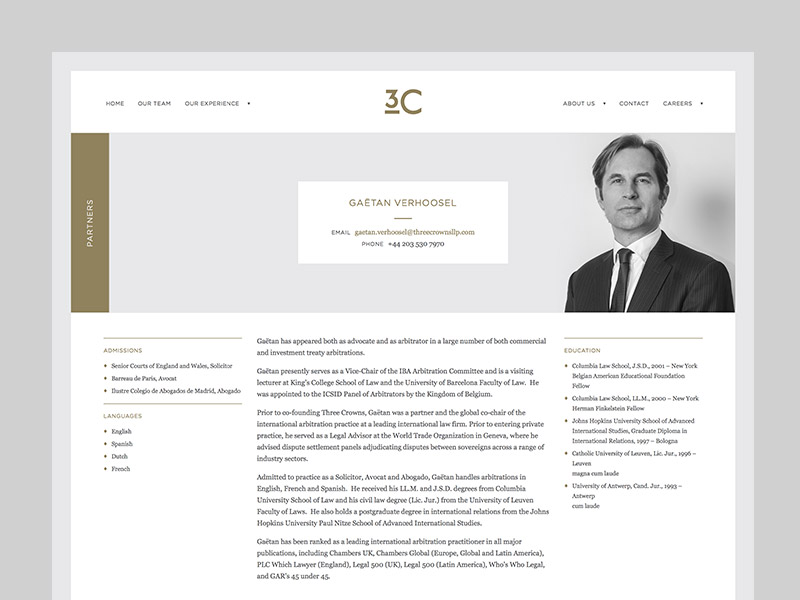 HOME OUR TEAM OUR EXPERIENCE
3C
ABOUT US CONTACT CAREERS
PARTNERS
GAËTAN VERHOOSEL
EMAIL gaetan.verhoosel@threecrownsllp.com
PHONE +44 203 530 7970
ADMISSIONS
Senior Courts of England and Wales, Solicitor
Barreau de Paris, Avocat
Ilustre Colegio de Abogados de Madrid, Abogado
LANGUAGES
English
Spanish
Dutch
French
Gaëtan has appeared both as advocate and as arbitrator in a large number of both commercial
and investment treaty arbitrations.
Gaëtan presently serves as a Vice-Chair of the IBA Arbitration Committee and is a visiting
lecturer at King's College School of Law and the University of Barcelona Faculty of Law. He
was appointed to the ICSID Panel of Arbitrators by the Kingdom of Belgium.
Prior to co-founding Three Crowns, Gaëtan was a partner and the global co-chair of the
international arbitration practice at a leading international law firm. Prior to entering private
practice, he served as a Legal Advisor at the World Trade Organization in Geneva, where he
advised dispute settlement panels adjudicating disputes between sovereigns across a range of
industry sectors.
Admitted to practice as a Solicitor, Avocat and Abogado, Gaëtan handles arbitrations in
English, French and Spanish. He received his LL.M. and J.S.D. degrees from Columbia
University School of Law and his civil law degree (Lic. Jur.) from the University of Leuven
Faculty of Laws. He also holds a postgraduate degree in international relations from the Johns
Hopkins University Paul Nitze School of Advanced International Studies.
Gaëtan has been ranked as a leading international arbitration practitioner in all major
publications, including Chambers UK, Chambers Global (Europe, Global and Latin America),
PLC Which Lawyer (England), Legal 500 (UK), Legal 500 (Latin America), Who's Who Legal,
and GAR's 45 under 45.
EDUCATION
Columbia Law School, J.S.D., 2001 – New York
Belgian American Educational Foundation
Fellow
Columbia Law School, LL.M., 2000 – New York
Herman Finkelstein Fellow
Johns Hopkins University School of Advanced
International Studies, Graduate Diploma in
International Relations, 1997 – Bologna
Catholic University of Leuven, Lic. Jur., 1996 –
Leuven
magna cum laude
University of Antwerp, Cand. Jur., 1993 –
Antwerp
cum laude